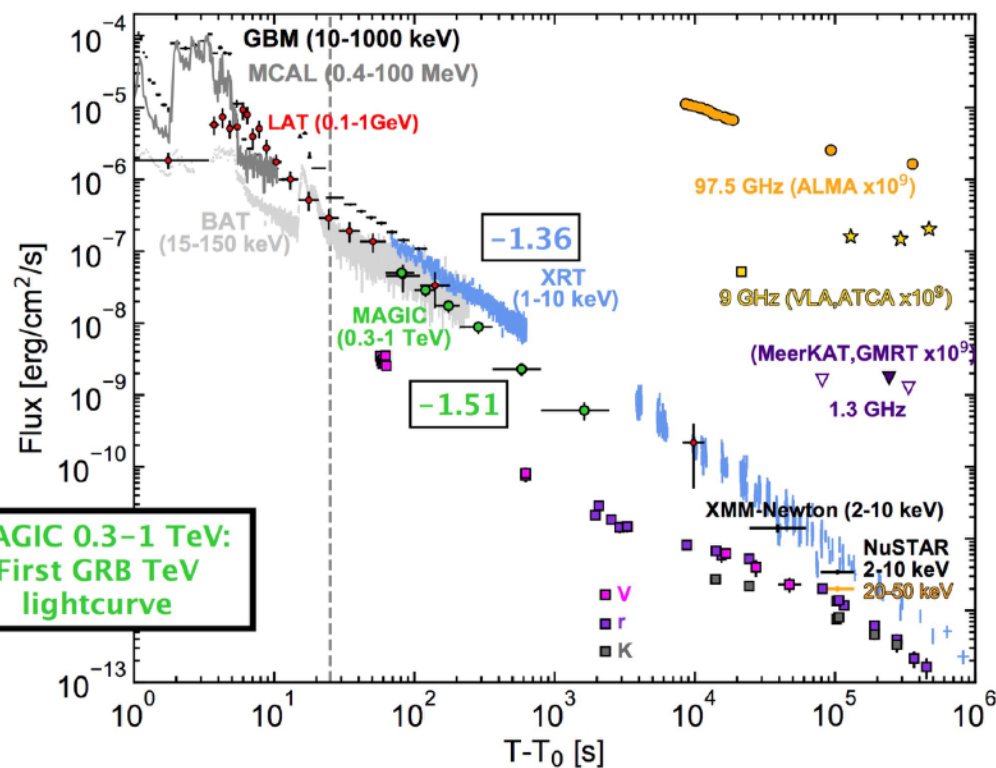 GBM (10-1000 keV)
MCAL (0.4-100 MeV)
LAT (0.1-1GeV)
BAT
(15-150 keV)
-1.36
XRT
(1-10 keV)
MAGIC
(0.3-1 TeV)
-1.51
97.5 GHz (ALMA x10⁹)
9 GHz (VLA,ATCA x10⁹)
(MeerKAT,GMRT x10⁹)
1.3 GHz
XMM-Newton (2-10 keV)
NuSTAR
2-10 keV
20-50 keV
V
r
K
AGIC 0.3-1 TeV:
First GRB TeV
lightcurve
Flux [erg/cm²/s]
10⁻⁴
10⁻⁵
10⁻⁶
10⁻⁷
10⁻⁸
10⁻⁹
10⁻¹⁰
10⁻¹³
10⁰
10¹
10²
10³
10⁴
10⁵
10⁶
T-T₀ [s]